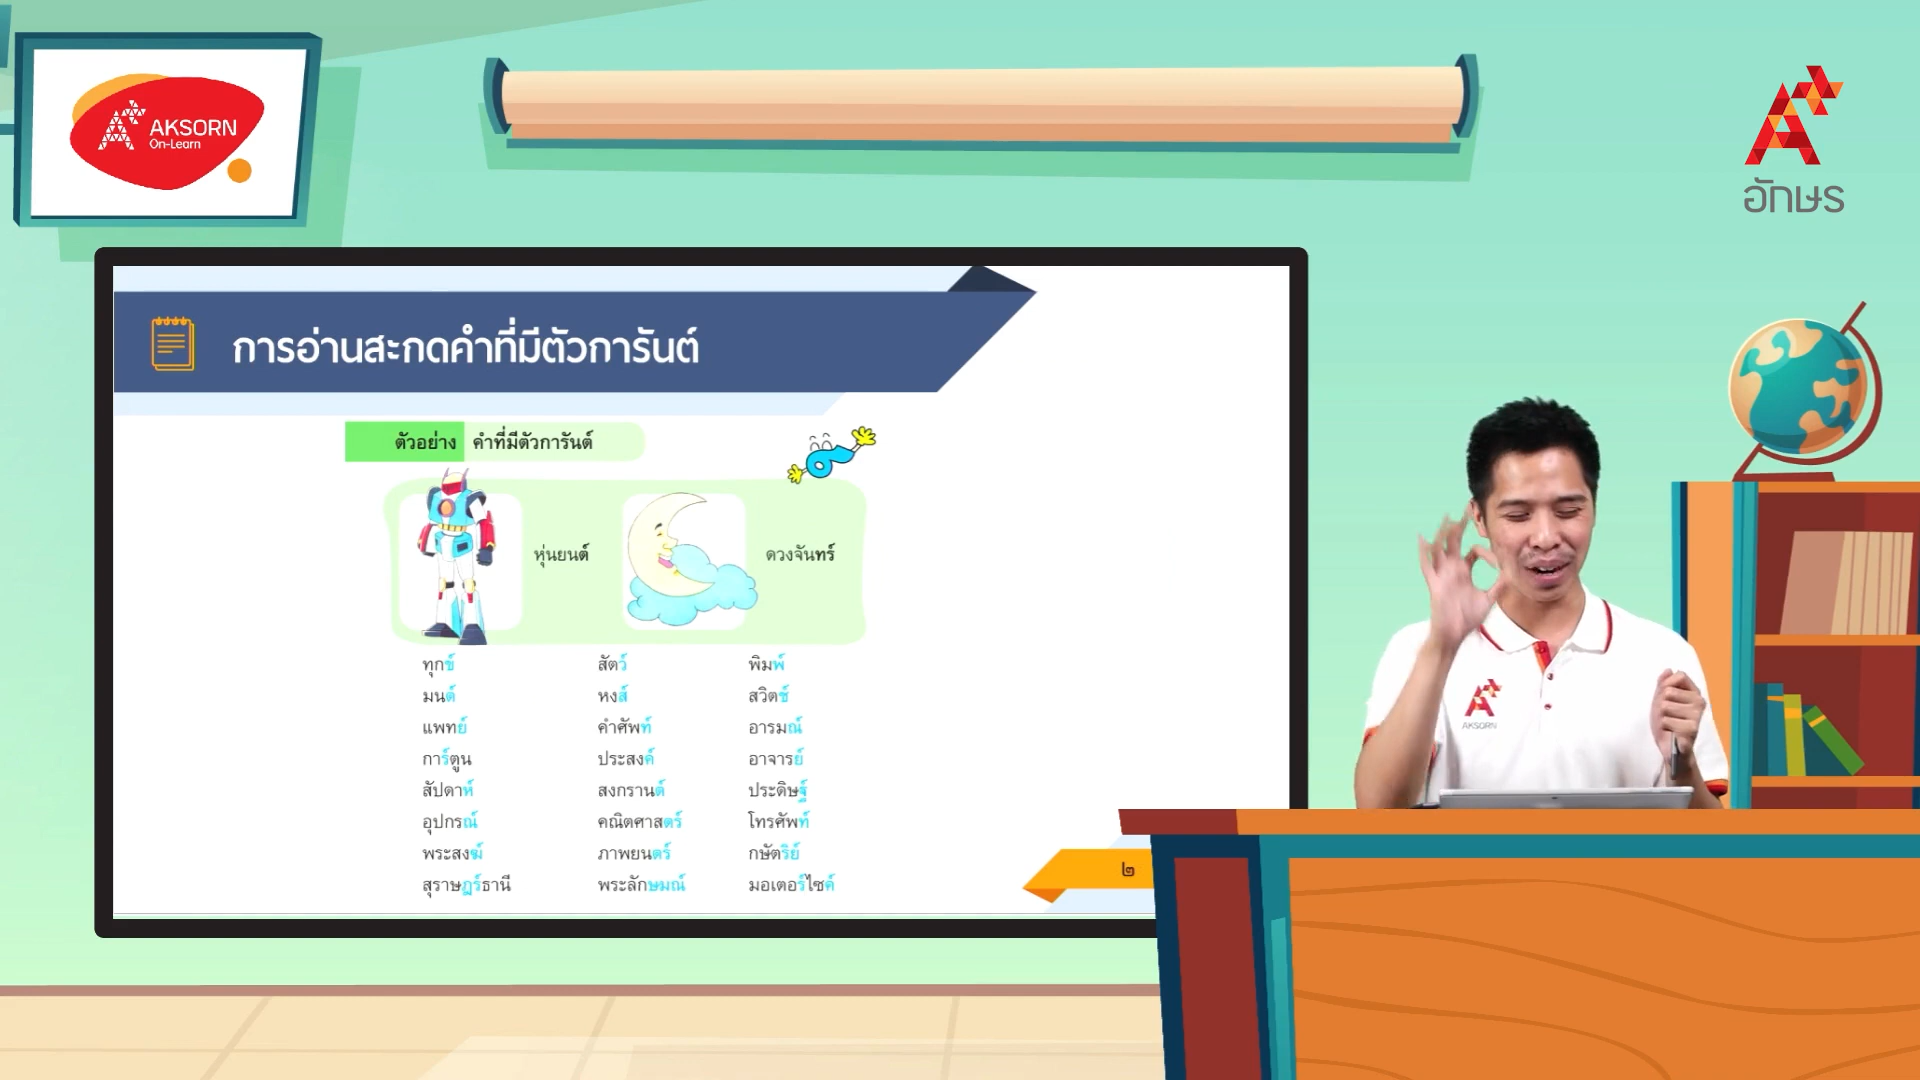 AKSORN
On-Learn
อักษร
การอ่านสะกดคำที่มีตัวการันต์
ตัวอย่าง คำที่มีตัวการันต์
หุ่นยนต์ ดวงจันทร์
ทุกข์ สัตว์ พิมพ์
มนต์ หงส์ สวิตช์
แพทย์ คำศัพท์ อารมณ์
การ์ตูน ประสงค์ อาจารย์
สัปดาห์ สงกรานต์ ประดิษฐ์
อุปกรณ์ คณิตศาสตร์ โทรศัพท์
พระสงฆ์ ภาพยนตร์ กษัตริย์
สุราษฎร์ธานี พระลักษมณ์ มอเตอร์ไซค์
๒
AKSORN